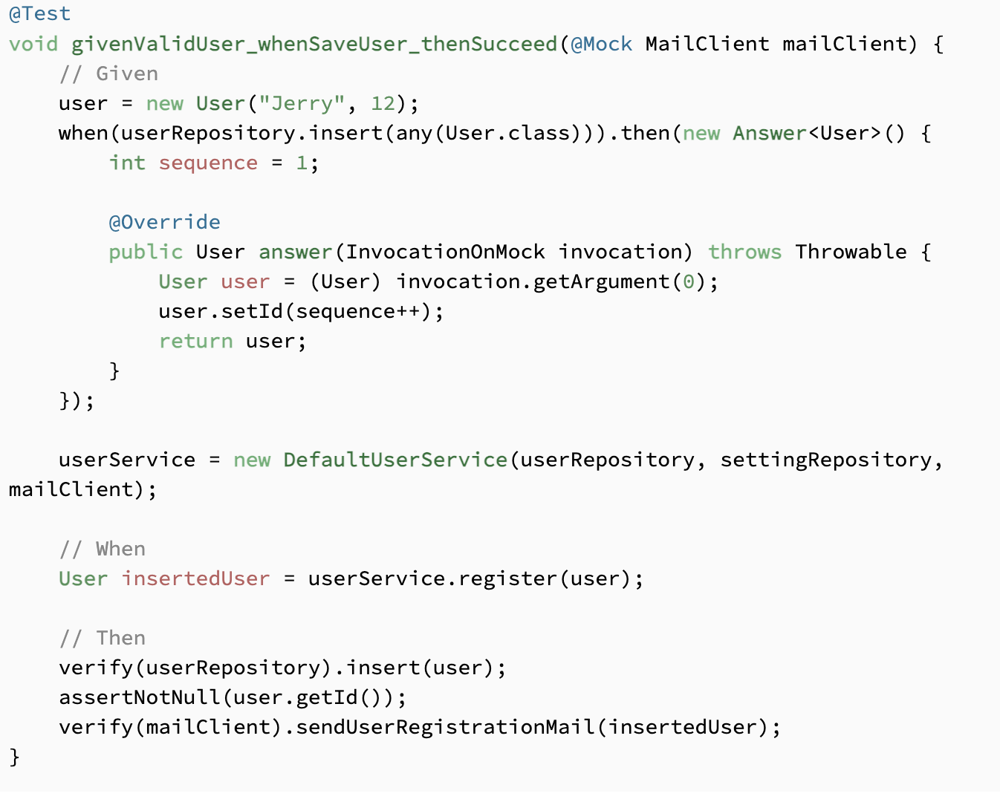 @Test
void givenValidUser_whenSaveUser_thenSucceed(@Mock MailClient mailClient) {
    // Given
    user = new User("Jerry", 12);
    when(userRepository.insert(any(User.class))).then(new Answer<User>() {
        int sequence = 1;

        @Override
        public User answer(InvocationOnMock invocation) throws Throwable {
            User user = (User) invocation.getArgument(0);
            user.setId(sequence++);
            return user;
        }
    });

    userService = new DefaultUserService(userRepository, settingRepository,
mailClient);

    // When
    User insertedUser = userService.register(user);

    // Then
    verify(userRepository).insert(user);
    assertNotNull(user.getId());
    verify(mailClient).sendUserRegistrationMail(insertedUser);
}